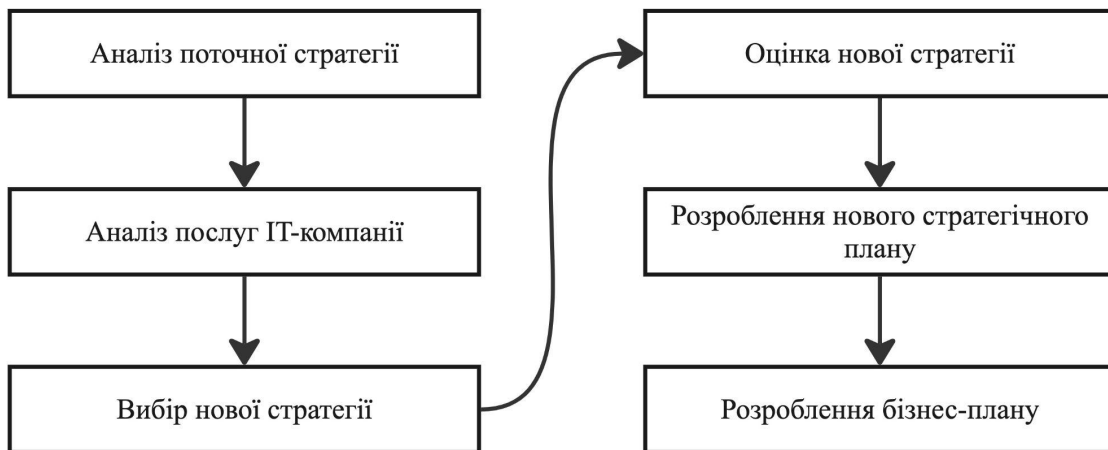 Аналіз поточної стратегії
Аналіз послуг ІТ-компанії
Вибір нової стратегії
Оцінка нової стратегії
Розроблення нового стратегічного
плану
Розроблення бізнес-плану